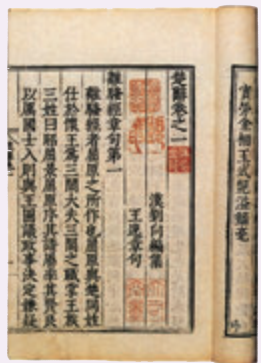 楚辭卷之一
漢劉向編集
王逸章句
離騷經章句第一
離騷經者屈原之所作也屈原與楚同姓
仕於懷王為三閭大夫三閭之職掌王族
三姓曰昭屈景屈原序其譜屬率其賢良
以厲國士入則與王圖議政事決定嫌疑